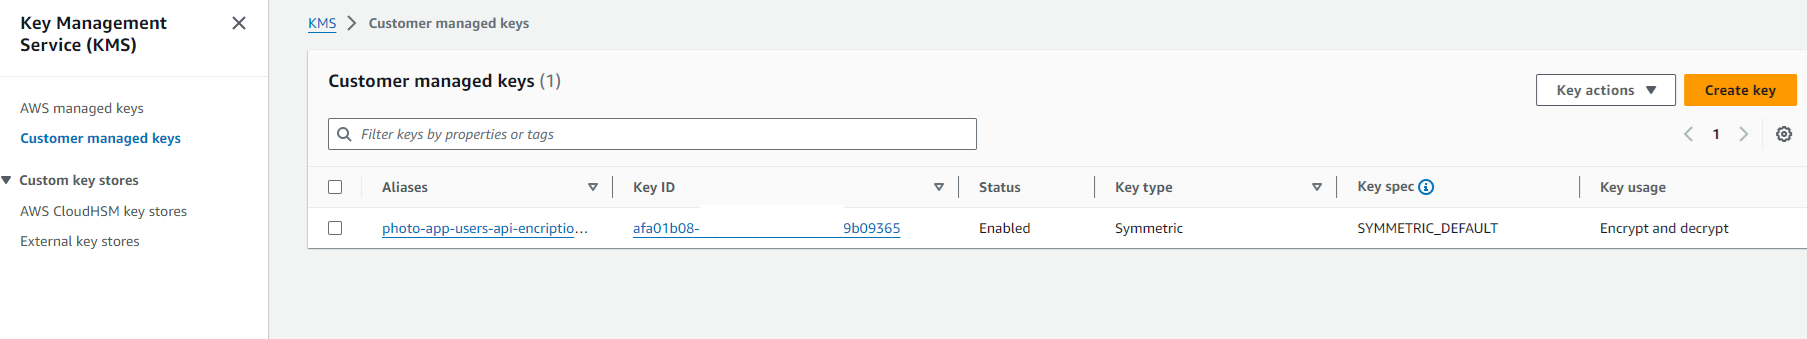 Key Management
Service (KMS)
AWS managed keys
Customer managed keys
Custom key stores
AWS CloudHSM key stores
External key stores
KMS > Customer managed keys
Customer managed keys (1)
Key actions
Create key
Filter keys by properties or tags
1
Aliases Key ID Status Key type Key spec Key usage
photo-app-users-api-encriptio... afa01b08- 9b09365 Enabled Symmetric SYMMETRIC_DEFAULT Encrypt and decrypt